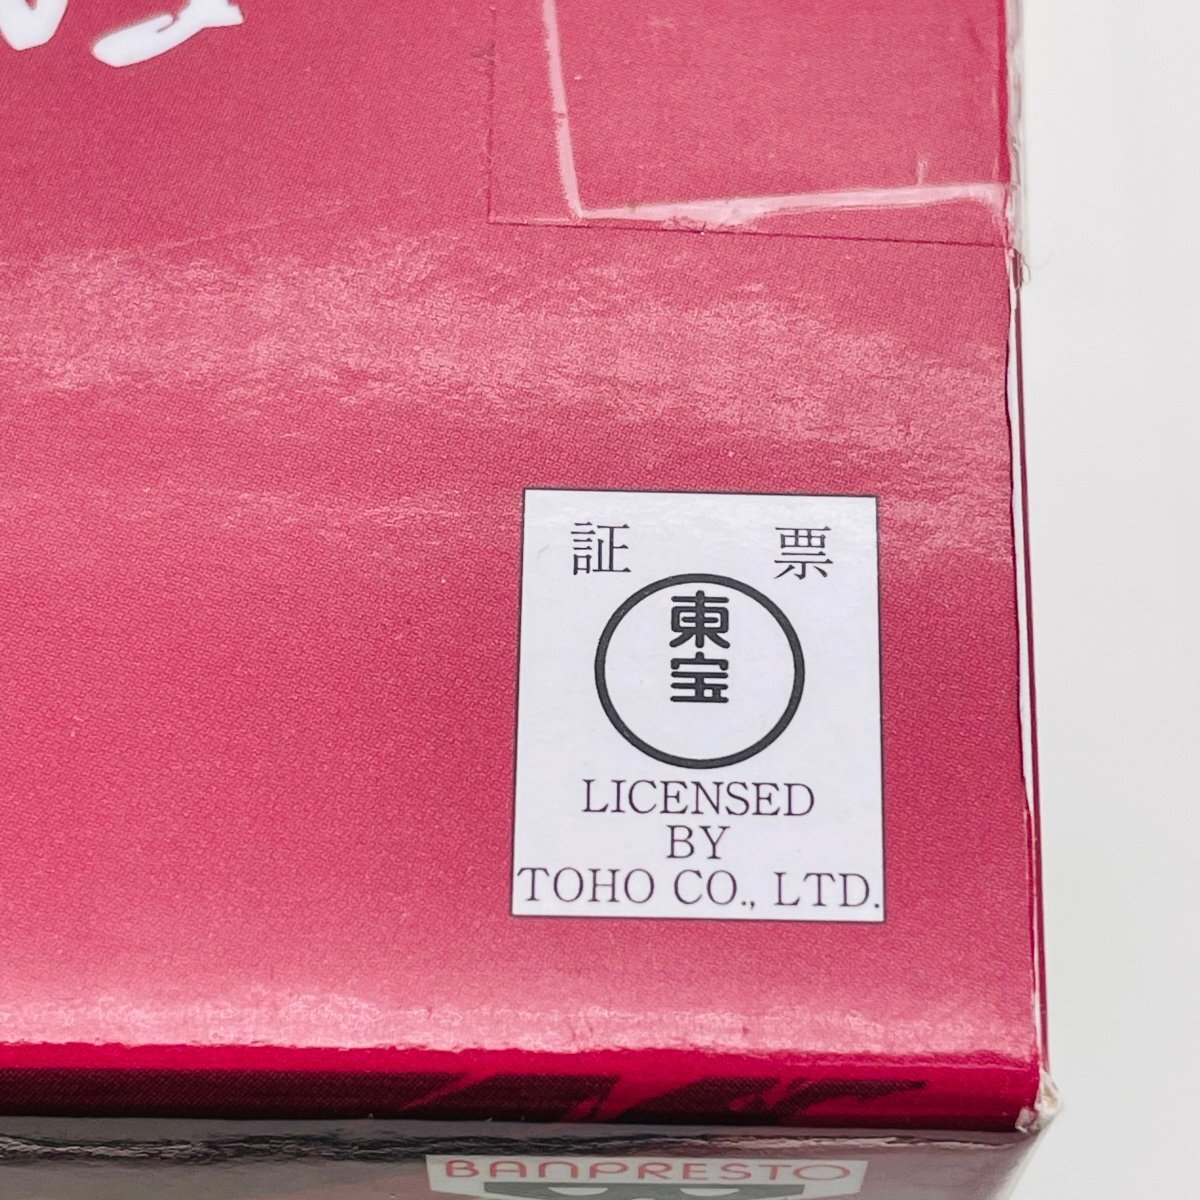 証 票
東
宝
LICENSED
BY
TOHO CO., LTD.
BANPRESTO